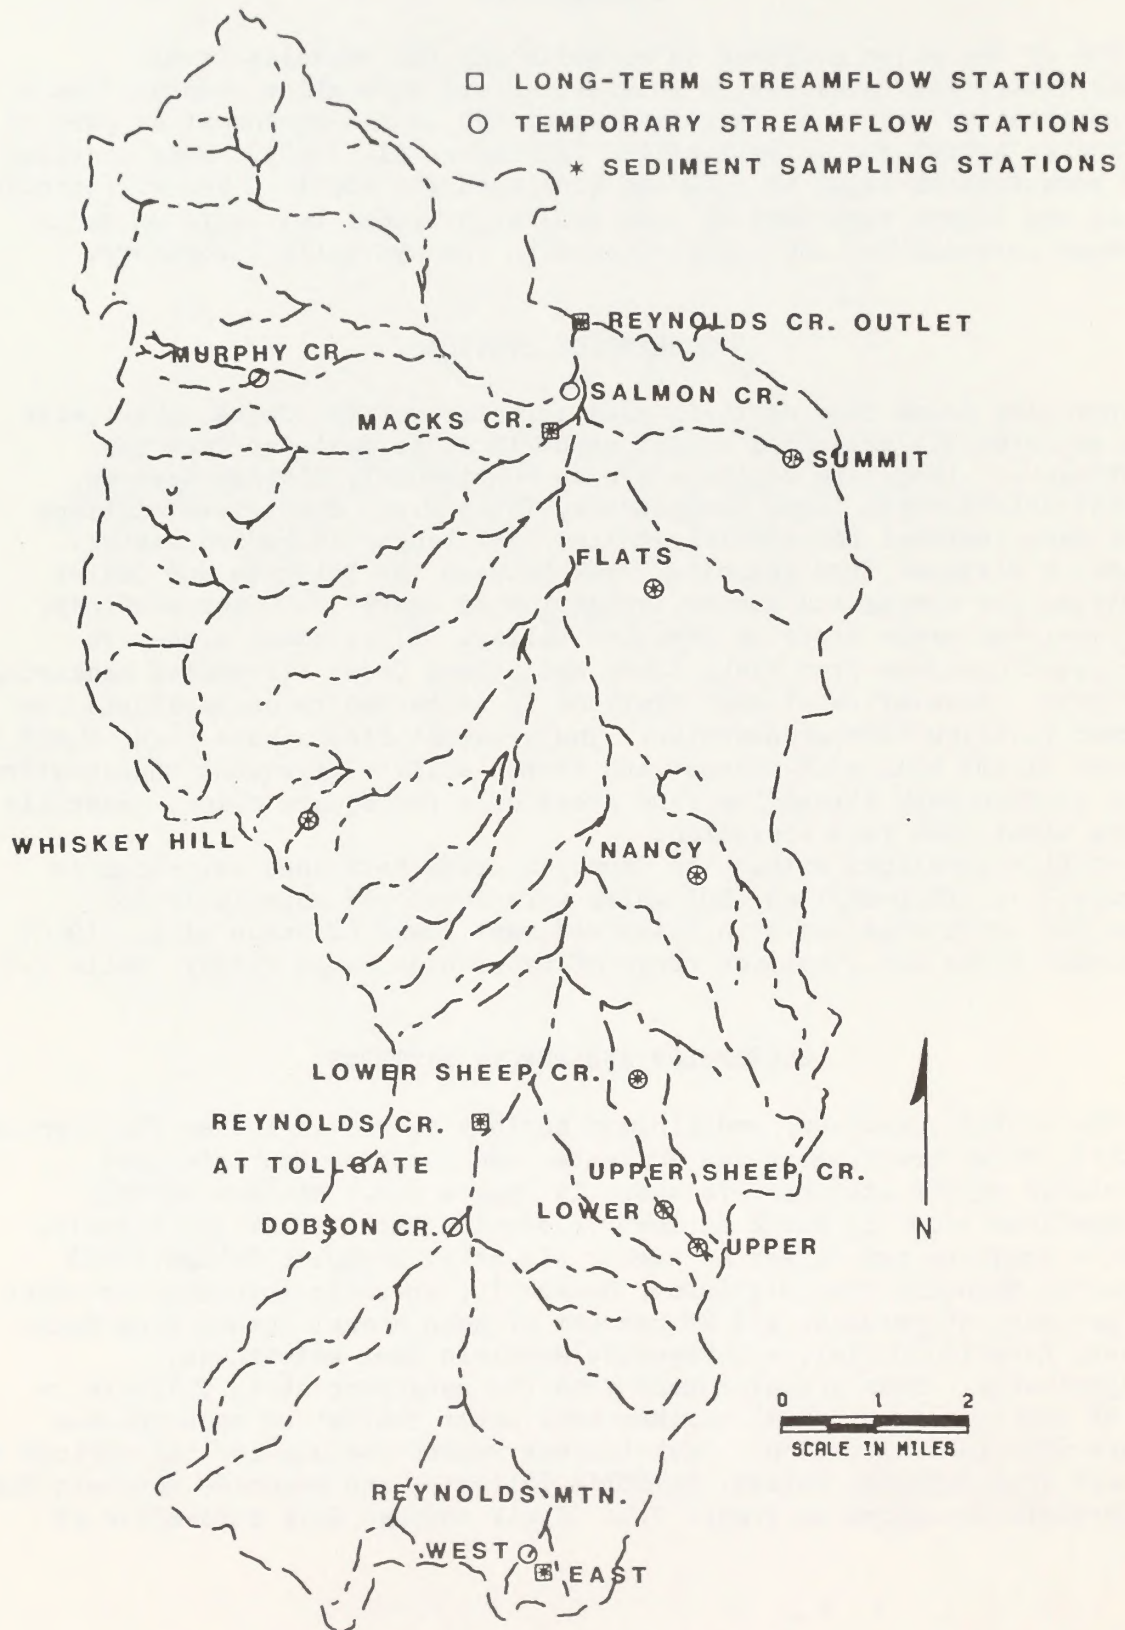 LONG-TERM STREAMFLOW STATION
TEMPORARY STREAMFLOW STATIONS
* SEDIMENT SAMPLING STATIONS
REYNOLDS CR. OUTLET
MURPHY CR
SALMON CR.
MACKS CR.
SUMMIT
FLATS
WHISKEY HILL
NANCY
LOWER SHEEP CR.
REYNOLDS CR.
AT TOLLGATE
UPPER SHEEP CR.
LOWER
DOBSON CR.
UPPER
N
0 1 2
SCALE IN MILES
REYNOLDS MTN.
WEST
EAST